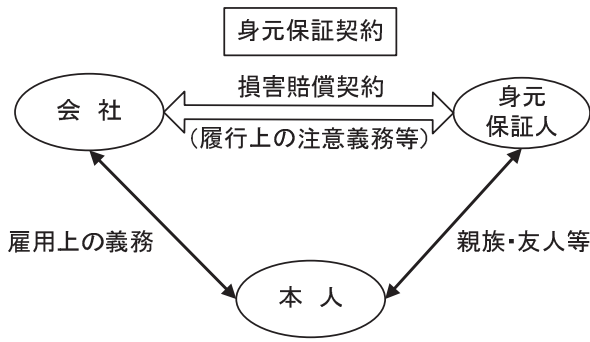 身元保証契約
損害賠償契約
会 社
身元
保証人
(履行上の注意義務等)
雇用上の義務
親族・友人等
本 人